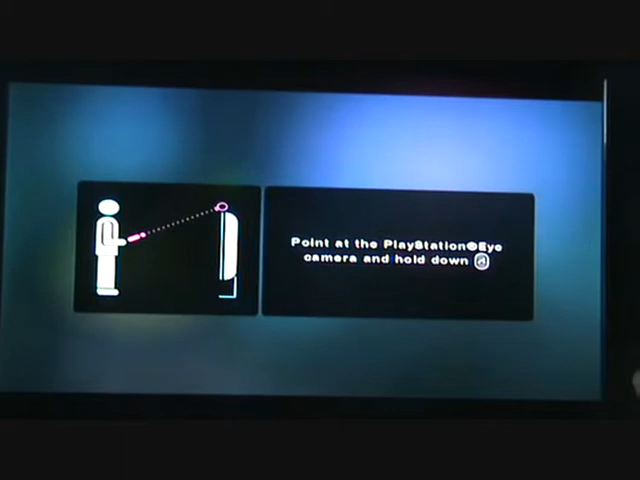 Point at the PlayStation®Eye
camera and hold down